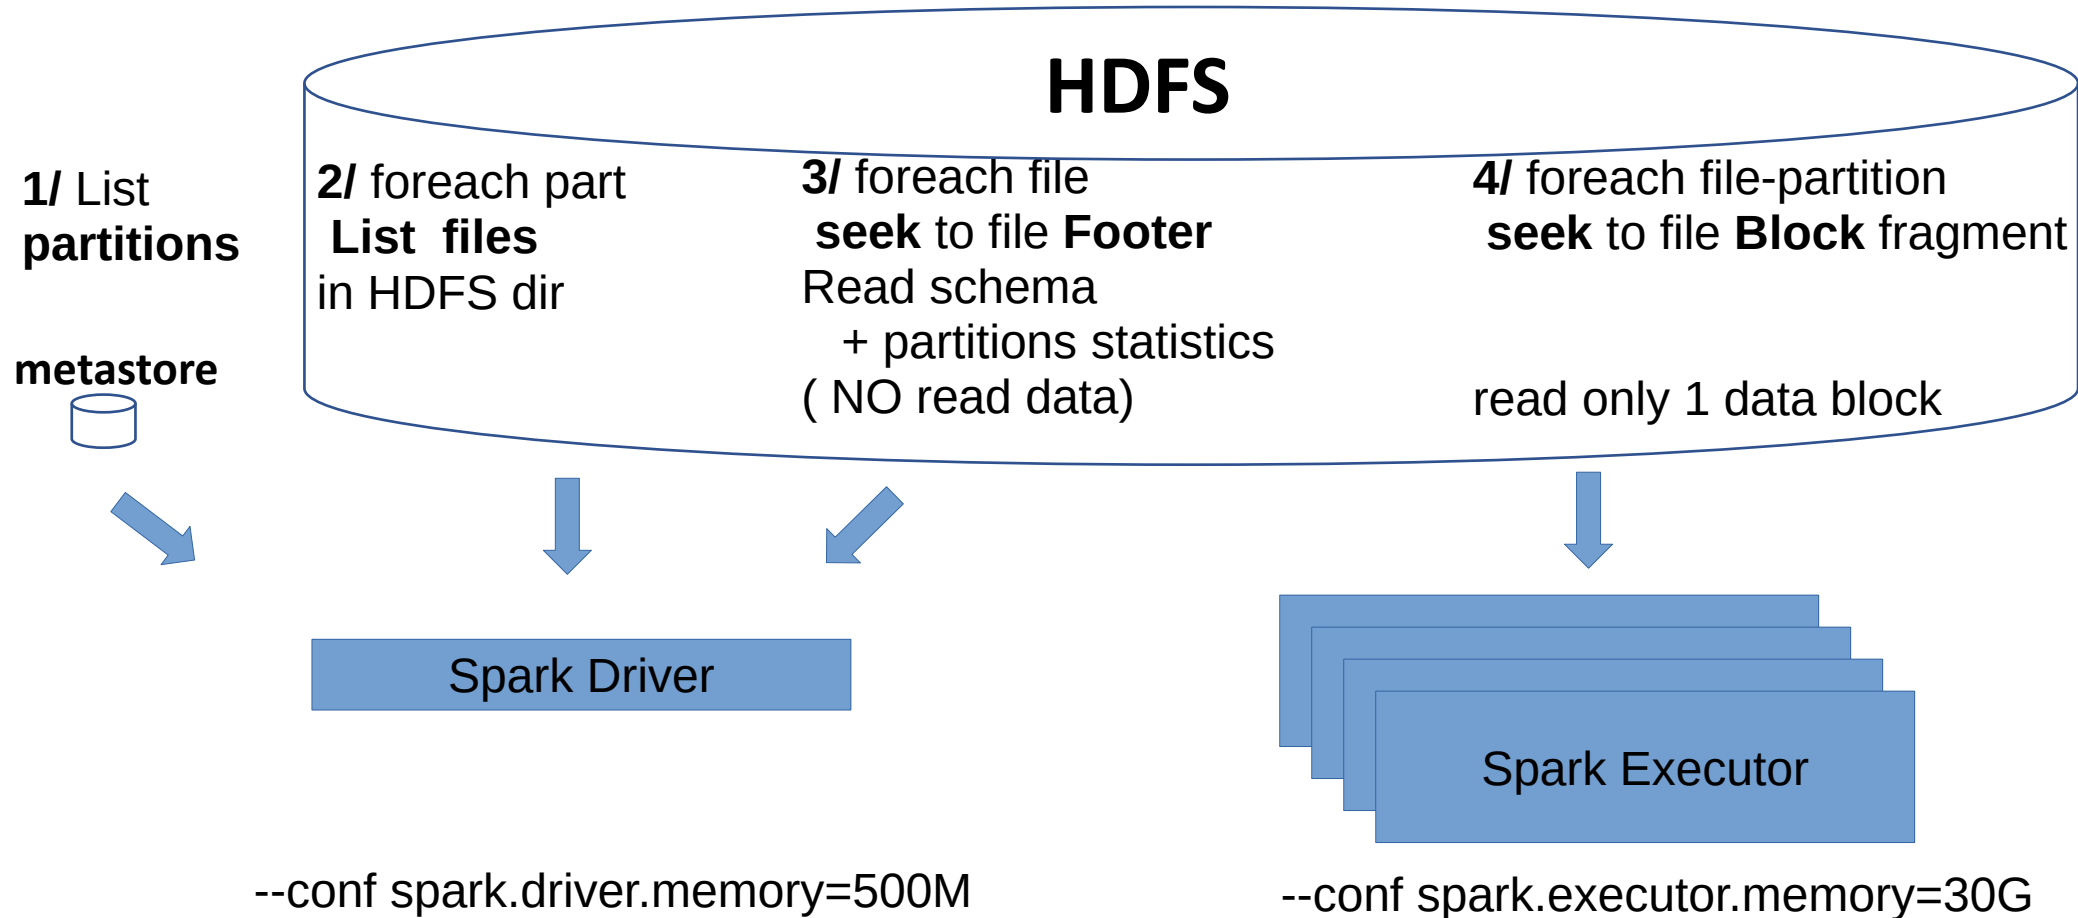 HDFS
1/ List
partitions
metastore
2/ foreach part
List  files
in HDFS dir
3/ foreach file
seek to file Footer
Read schema
+ partitions statistics
( NO read data)
4/ foreach file-partition
seek to file Block fragment
read only 1 data block
Spark Driver
Spark Executor
--conf spark.driver.memory=500M
--conf spark.executor.memory=30G